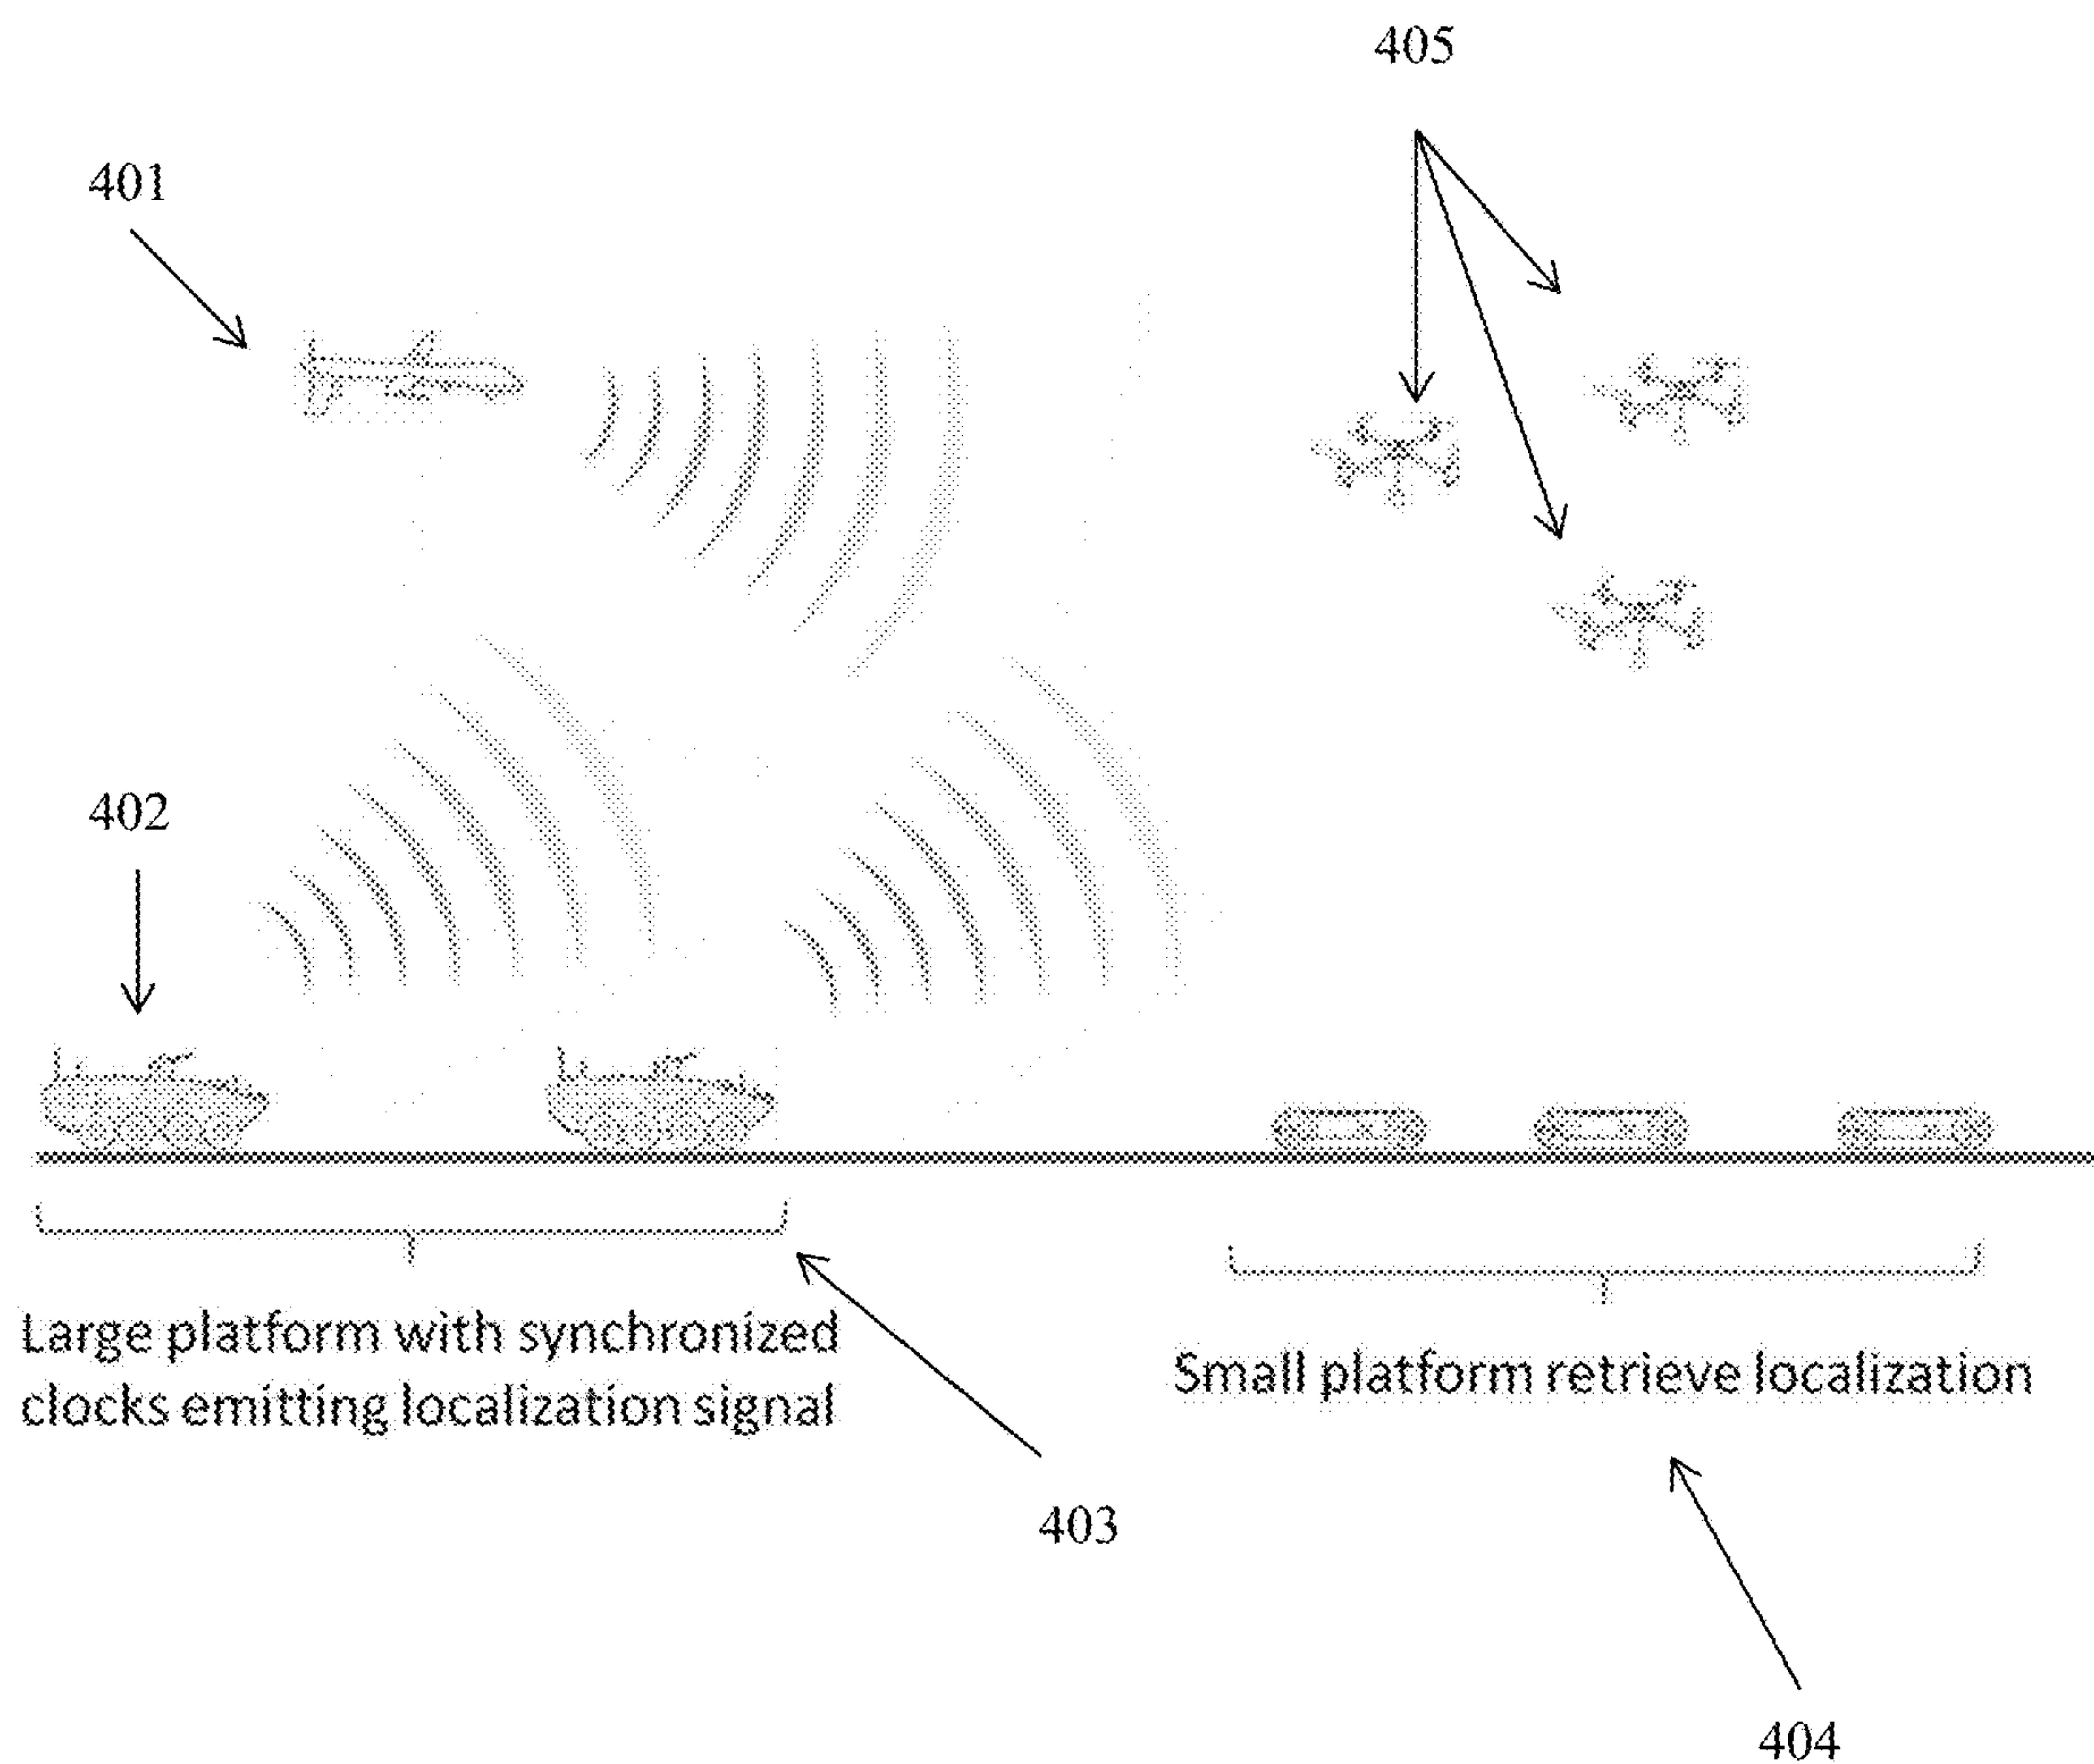 405
401
402
Large platform with synchronized
clocks emitting localization signal
Small platform retrieve localization
403
404